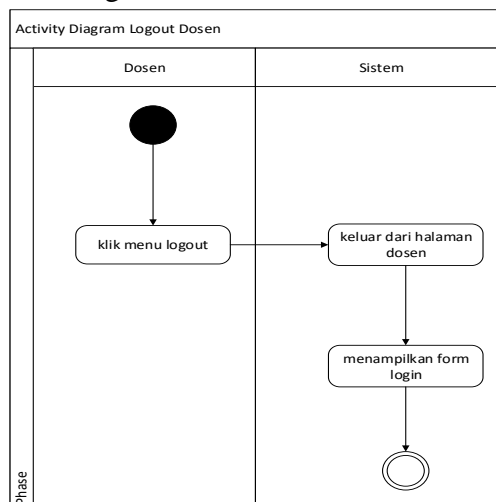 Activity Diagram Logout Dosen
Dosen
Sistem
klik menu logout
keluar dari halaman
dosen
menampilkan form
login
Phase